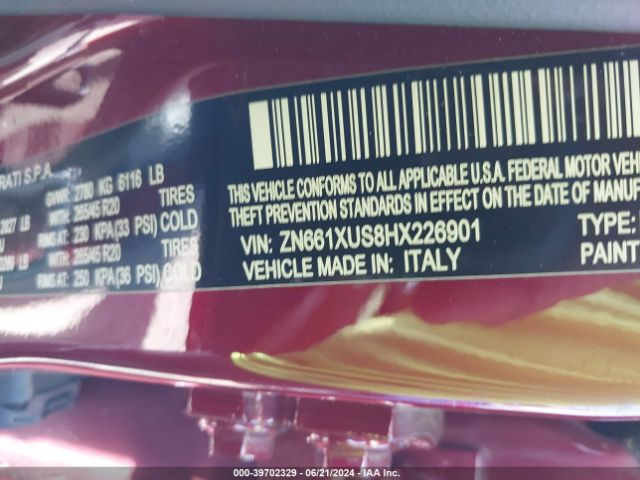 RATI S.P.A.
GVWR: 2780 KG 6116 LB
2827 LB WITH: 265/45 R20 TIRES
RIMS AT: 230 KPA(33 PSI) COLD
WITH: 265/45 R20 TIRES
RIMS AT: 250 KPA(36 PSI) COLD
THIS VEHICLE CONFORMS TO ALL APPLICABLE U.S.A. FEDERAL MOTOR VEH
THEFT PREVENTION STANDARDS IN EFFECT ON THE DATE OF MANUF
VIN: ZN661XUS8HX226901 TYPE:
VEHICLE MADE IN: ITALY PAINT
000-39702329 - 06/21/2024 - IAA Inc.